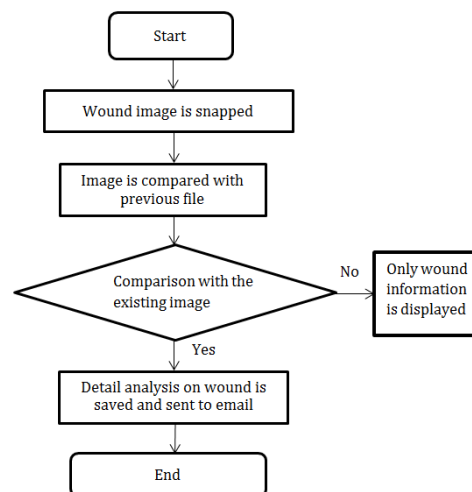 Start
Wound image is snapped
Image is compared with
previous file
Comparison with the
existing image
No
Only wound
information
is displayed
Yes
Detail analysis on wound is
saved and sent to email
End